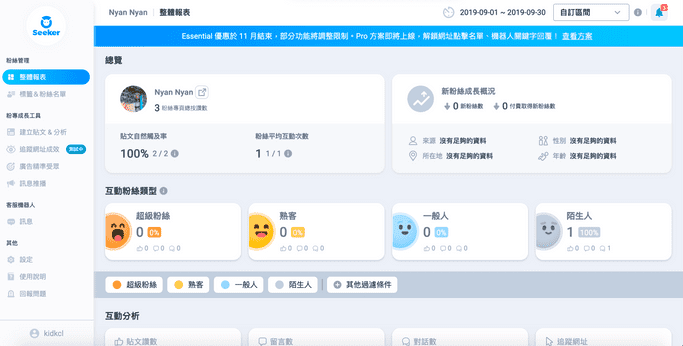 Seeker
Nyan Nyan 整體報表
2019-09-01 ~ 2019-09-30 自訂區間
3
Essential 優惠於 11 月結束，部分功能將調整限制。Pro 方案即將上線，解鎖網址點擊名單、機器人關鍵字回覆！ 查看方案
粉絲管理
整體報表
標籤&粉絲名單
粉專成長工具
建立貼文 & 分析
追蹤網址成效 測試中
廣告精準受眾
訊息推播
客服機器人
訊息
其他
設定
使用說明
回報問題
kidkcl
總覽
Nyan Nyan
3 粉絲專頁總按讚數
貼文自然觸及率
100% 2 / 2
粉絲平均互動次數
1 1 / 1
新粉絲成長概況
0 新粉絲數 0 付費取得新粉絲數
來源 沒有足夠的資料
性別 沒有足夠的資料
所在地 沒有足夠的資料
年齡 沒有足夠的資料
互動粉絲類型
超級粉絲
0 0%
0 0 0
熟客
0 0%
0 0 0
一般人
0 0%
0 0 0
陌生人
1 100%
0 0 1
超級粉絲 熟客 一般人 陌生人 其他過濾條件
互動分析
貼文讚數 留言數 對話數 追蹤網址